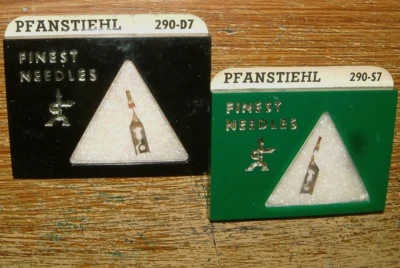 PFANSTIEHL 290-D7
FINEST
NEEDLES
PFANSTIEHL 290-S7
FINEST
NEEDLES